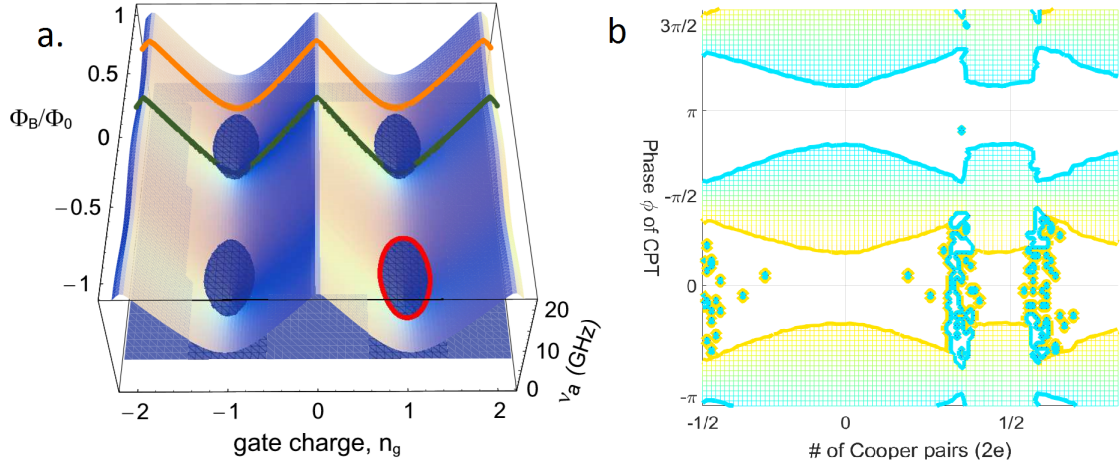 a.
1
0.5
Φ_B/Φ_0
0
−0.5
−1
−2
−1
0
1
2
gate charge, n_g
0
10
20
ν_a (GHz)
b
3π/2
π
-π/2
0
-π
Phase ϕ of CPT
-1/2
0
1/2
# of Cooper pairs (2e)